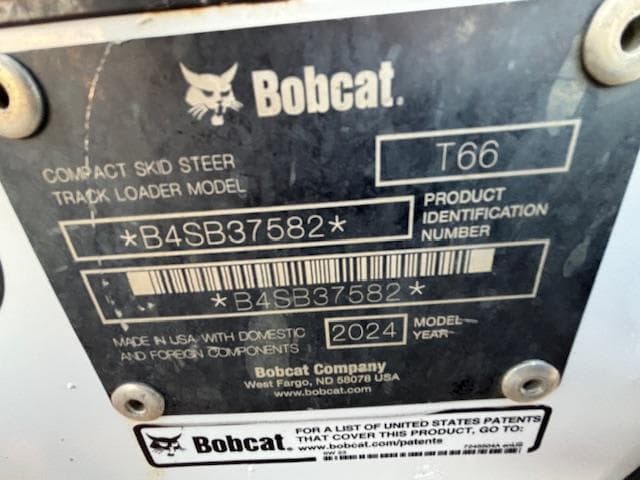 Bobcat.
COMPACT SKID STEER
TRACK LOADER MODEL
T66
*B4SB37582*
PRODUCT
IDENTIFICATION
NUMBER
*B4SB37582*
MADE IN USA WITH DOMESTIC
AND FOREIGN COMPONENTS
2024
MODEL
YEAR
Bobcat Company
West Fargo, ND 58078 USA
www.bobcat.com
Bobcat.
FOR A LIST OF UNITED STATES PATENTS
THAT COVER THIS PRODUCT, GO TO:
www.bobcat.com/patents